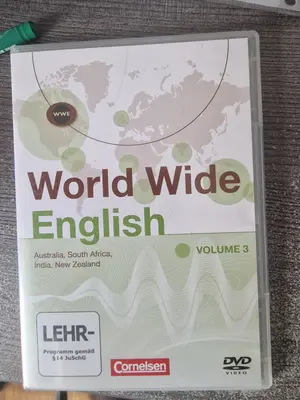 WWE
World Wide
English
VOLUME 3
Australia, South Africa,
India, New Zealand
LEHR-
Programm gemäß
§14 JuSchG
Cornelsen
DVD
VIDEO